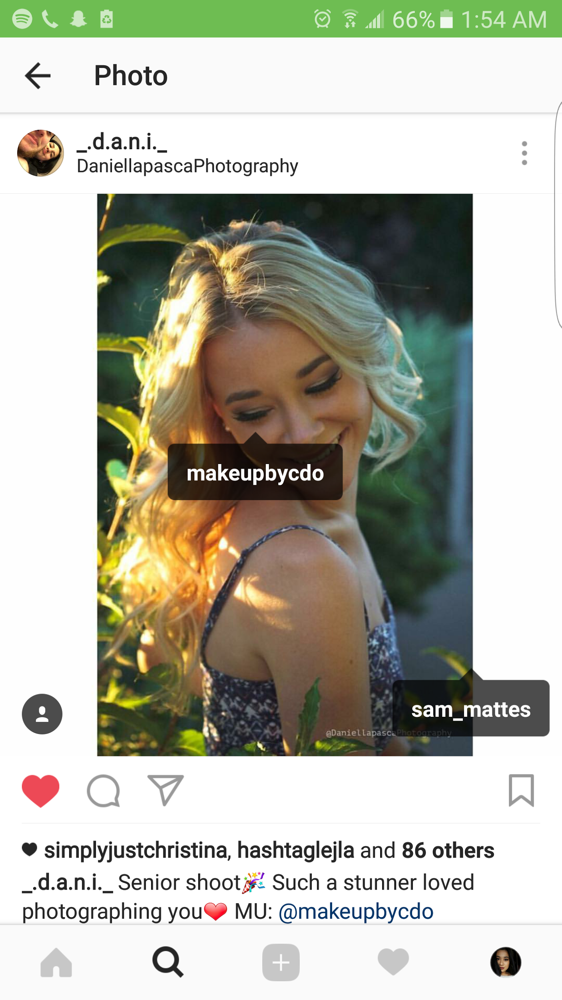 66% 1:54 AM
Photo
_.d.a.n.i._
DaniellapascaPhotography
makeupbycdo
sam_mattes
@DaniellapascaPhotography
simplyjustchristina, hashtaglejla and 86 others
_.d.a.n.i._ Senior shoot🎉 Such a stunner loved
photographing you❤️ MU: @makeupbycdo